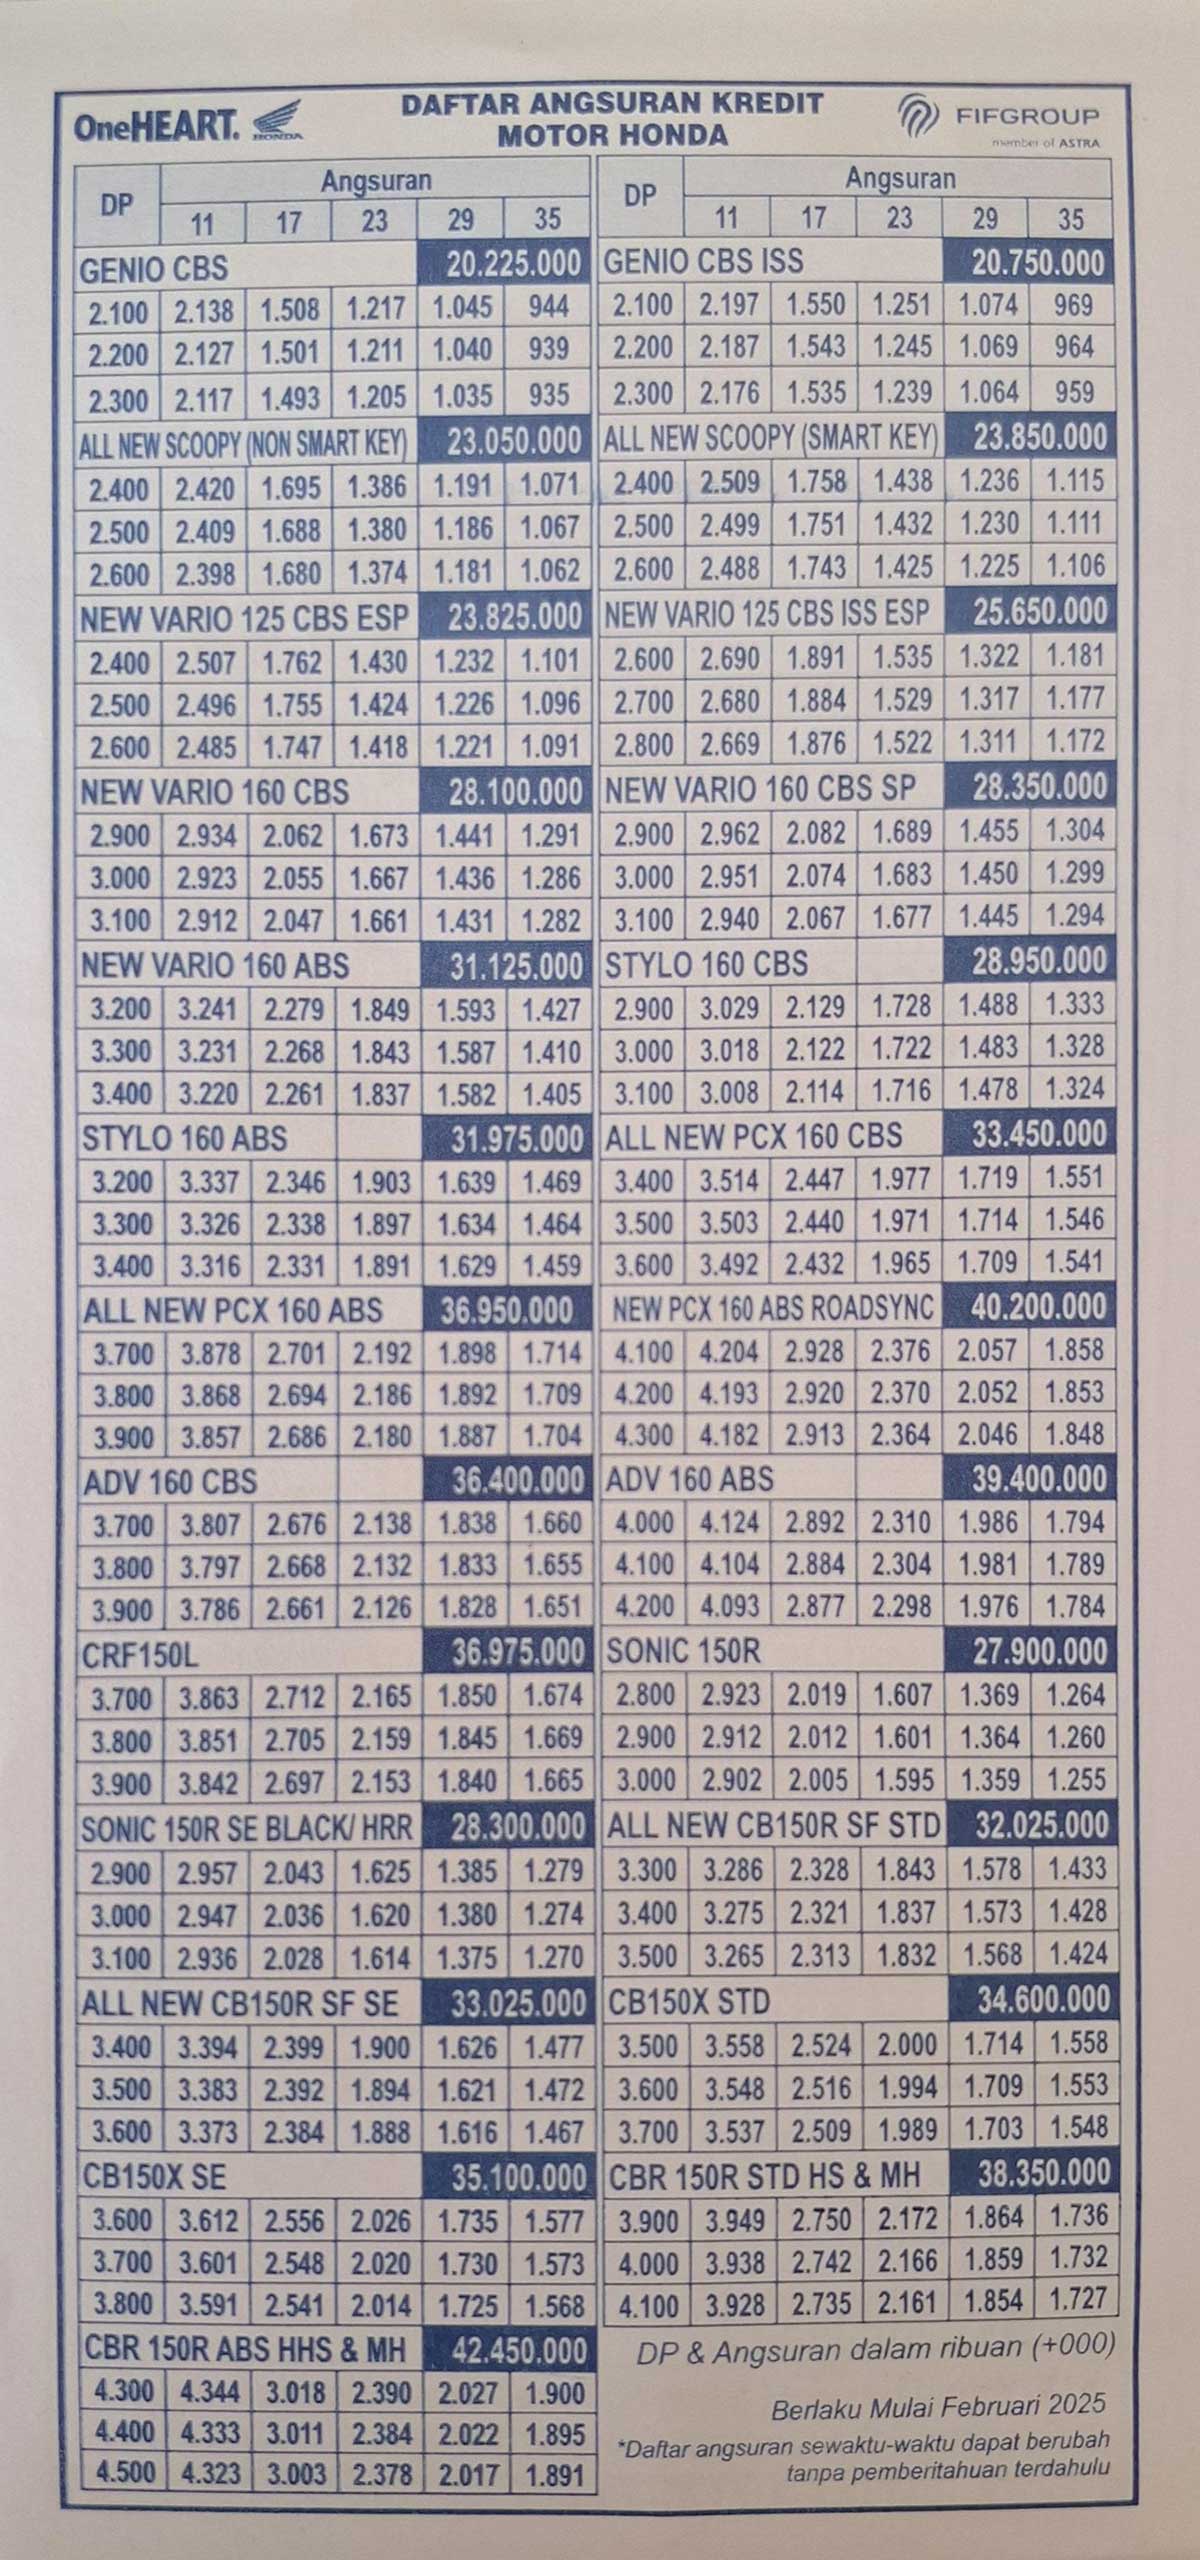 OneHEART. HONDA
DAFTAR ANGSURAN KREDIT
MOTOR HONDA
FIFGROUP
member of ASTRA
DP Angsuran
11 17 23 29 35
GENIO CBS 20.225.000
2.100 2.138 1.508 1.217 1.045 944
2.200 2.127 1.501 1.211 1.040 939
2.300 2.117 1.493 1.205 1.035 935
ALL NEW SCOOPY (NON SMART KEY) 23.050.000
2.400 2.420 1.695 1.386 1.191 1.071
2.500 2.409 1.688 1.380 1.186 1.067
2.600 2.398 1.680 1.374 1.181 1.062
NEW VARIO 125 CBS ESP 23.825.000
2.400 2.507 1.762 1.430 1.232 1.101
2.500 2.496 1.755 1.424 1.226 1.096
2.600 2.485 1.747 1.418 1.221 1.091
NEW VARIO 160 CBS 28.100.000
2.900 2.934 2.062 1.673 1.441 1.291
3.000 2.923 2.055 1.667 1.436 1.286
3.100 2.912 2.047 1.661 1.431 1.282
NEW VARIO 160 ABS 31.125.000
3.200 3.241 2.279 1.849 1.593 1.427
3.300 3.231 2.268 1.843 1.587 1.410
3.400 3.220 2.261 1.837 1.582 1.405
STYLO 160 ABS 31.975.000
3.200 3.337 2.346 1.903 1.639 1.469
3.300 3.326 2.338 1.897 1.634 1.464
3.400 3.316 2.331 1.891 1.629 1.459
ALL NEW PCX 160 ABS 36.950.000
3.700 3.878 2.701 2.192 1.898 1.714
3.800 3.868 2.694 2.186 1.892 1.709
3.900 3.857 2.686 2.180 1.887 1.704
ADV 160 CBS 36.400.000
3.700 3.807 2.676 2.138 1.838 1.660
3.800 3.797 2.668 2.132 1.833 1.655
3.900 3.786 2.661 2.126 1.828 1.651
CRF150L 36.975.000
3.700 3.863 2.712 2.165 1.850 1.674
3.800 3.851 2.705 2.159 1.845 1.669
3.900 3.842 2.697 2.153 1.840 1.665
SONIC 150R SE BLACK/ HRR 28.300.000
2.900 2.957 2.043 1.625 1.385 1.279
3.000 2.947 2.036 1.620 1.380 1.274
3.100 2.936 2.028 1.614 1.375 1.270
ALL NEW CB150R SF SE 33.025.000
3.400 3.394 2.399 1.900 1.626 1.477
3.500 3.383 2.392 1.894 1.621 1.472
3.600 3.373 2.384 1.888 1.616 1.467
CB150X SE 35.100.000
3.600 3.612 2.556 2.026 1.735 1.577
3.700 3.601 2.548 2.020 1.730 1.573
3.800 3.591 2.541 2.014 1.725 1.568
CBR 150R ABS HHS & MH 42.450.000
4.300 4.344 3.018 2.390 2.027 1.900
4.400 4.333 3.011 2.384 2.022 1.895
4.500 4.323 3.003 2.378 2.017 1.891
DP Angsuran
11 17 23 29 35
GENIO CBS ISS 20.750.000
2.100 2.197 1.550 1.251 1.074 969
2.200 2.187 1.543 1.245 1.069 964
2.300 2.176 1.535 1.239 1.064 959
ALL NEW SCOOPY (SMART KEY) 23.850.000
2.400 2.509 1.758 1.438 1.236 1.115
2.500 2.499 1.751 1.432 1.230 1.111
2.600 2.488 1.743 1.425 1.225 1.106
NEW VARIO 125 CBS ISS ESP 25.650.000
2.600 2.690 1.891 1.535 1.322 1.181
2.700 2.680 1.884 1.529 1.317 1.177
2.800 2.669 1.876 1.522 1.311 1.172
NEW VARIO 160 CBS SP 28.350.000
2.900 2.962 2.082 1.689 1.455 1.304
3.000 2.951 2.074 1.683 1.450 1.299
3.100 2.940 2.067 1.677 1.445 1.294
STYLO 160 CBS 28.950.000
2.900 3.029 2.129 1.728 1.488 1.333
3.000 3.018 2.122 1.722 1.483 1.328
3.100 3.008 2.114 1.716 1.478 1.324
ALL NEW PCX 160 CBS 33.450.000
3.400 3.514 2.447 1.977 1.719 1.551
3.500 3.503 2.440 1.971 1.714 1.546
3.600 3.492 2.432 1.965 1.709 1.541
NEW PCX 160 ABS ROADSYNC 40.200.000
4.100 4.204 2.928 2.376 2.057 1.858
4.200 4.193 2.920 2.370 2.052 1.853
4.300 4.182 2.913 2.364 2.046 1.848
ADV 160 ABS 39.400.000
4.000 4.124 2.892 2.310 1.986 1.794
4.100 4.104 2.884 2.304 1.981 1.789
4.200 4.093 2.877 2.298 1.976 1.784
SONIC 150R 27.900.000
2.800 2.923 2.019 1.607 1.369 1.264
2.900 2.912 2.012 1.601 1.364 1.260
3.000 2.902 2.005 1.595 1.359 1.255
ALL NEW CB150R SF STD 32.025.000
3.300 3.286 2.328 1.843 1.578 1.433
3.400 3.275 2.321 1.837 1.573 1.428
3.500 3.265 2.313 1.832 1.568 1.424
CB150X STD 34.600.000
3.500 3.558 2.524 2.000 1.714 1.558
3.600 3.548 2.516 1.994 1.709 1.553
3.700 3.537 2.509 1.989 1.703 1.548
CBR 150R STD HS & MH 38.350.000
3.900 3.949 2.750 2.172 1.864 1.736
4.000 3.938 2.742 2.166 1.859 1.732
4.100 3.928 2.735 2.161 1.854 1.727
DP & Angsuran dalam ribuan (+000)
Berlaku Mulai Februari 2025
*Daftar angsuran sewaktu-waktu dapat berubah
tanpa pemberitahuan terdahulu